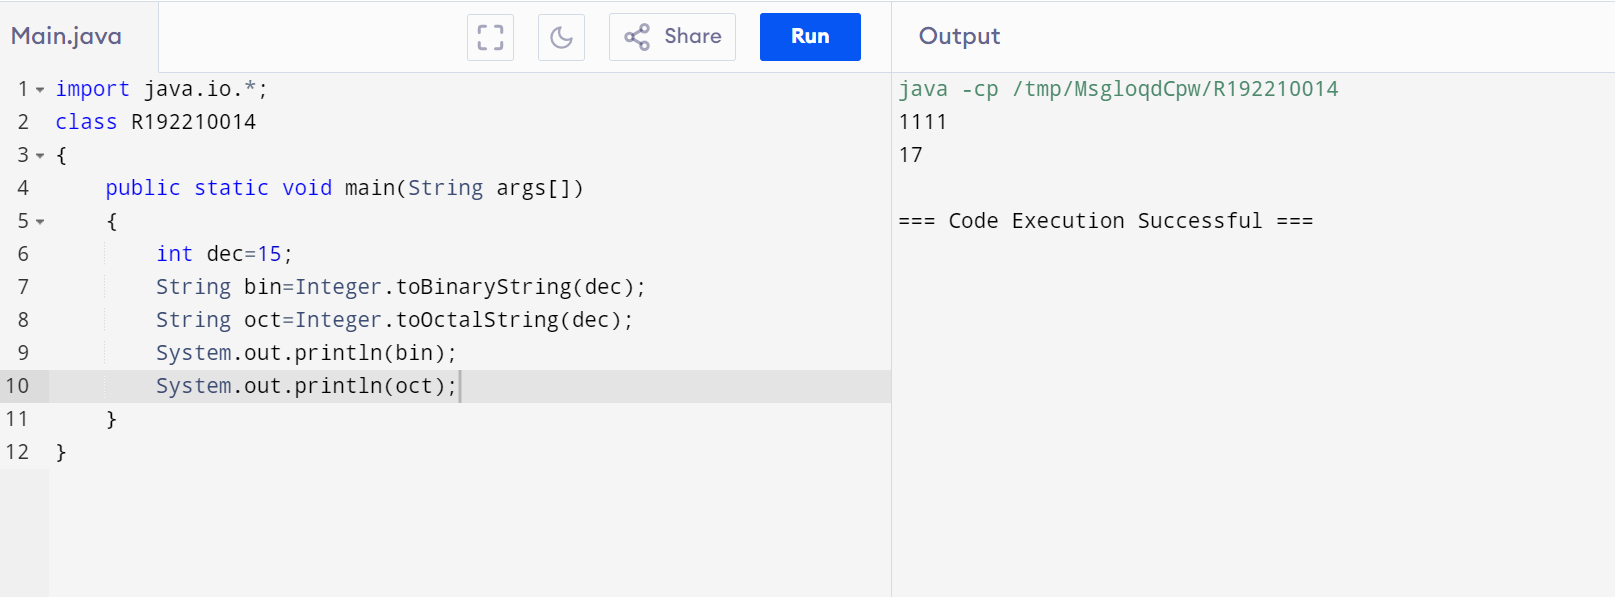 Main.java
Share
Run
Output
1 import java.io.*;
2 class R192210014
3 {
4     public static void main(String args[])
5     {
6         int dec=15;
7         String bin=Integer.toBinaryString(dec);
8         String oct=Integer.toOctalString(dec);
9         System.out.println(bin);
10         System.out.println(oct);
11     }
12 }
java -cp /tmp/MsgloqdCpw/R192210014
1111
17
=== Code Execution Successful ===